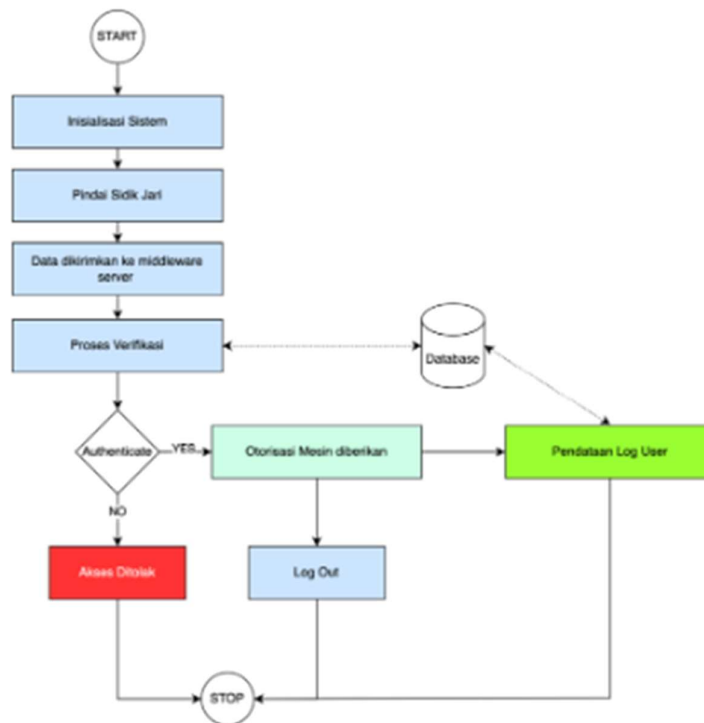 START
Inisialisasi Sistem
Pindai Sidik Jari
Data dikirimkan ke middleware
server
Proses Verifikasi
Database
Authenticate
YES
Otorisasi Mesin diberikan
Pendataan Log User
NO
Akses Ditolak
Log Out
STOP